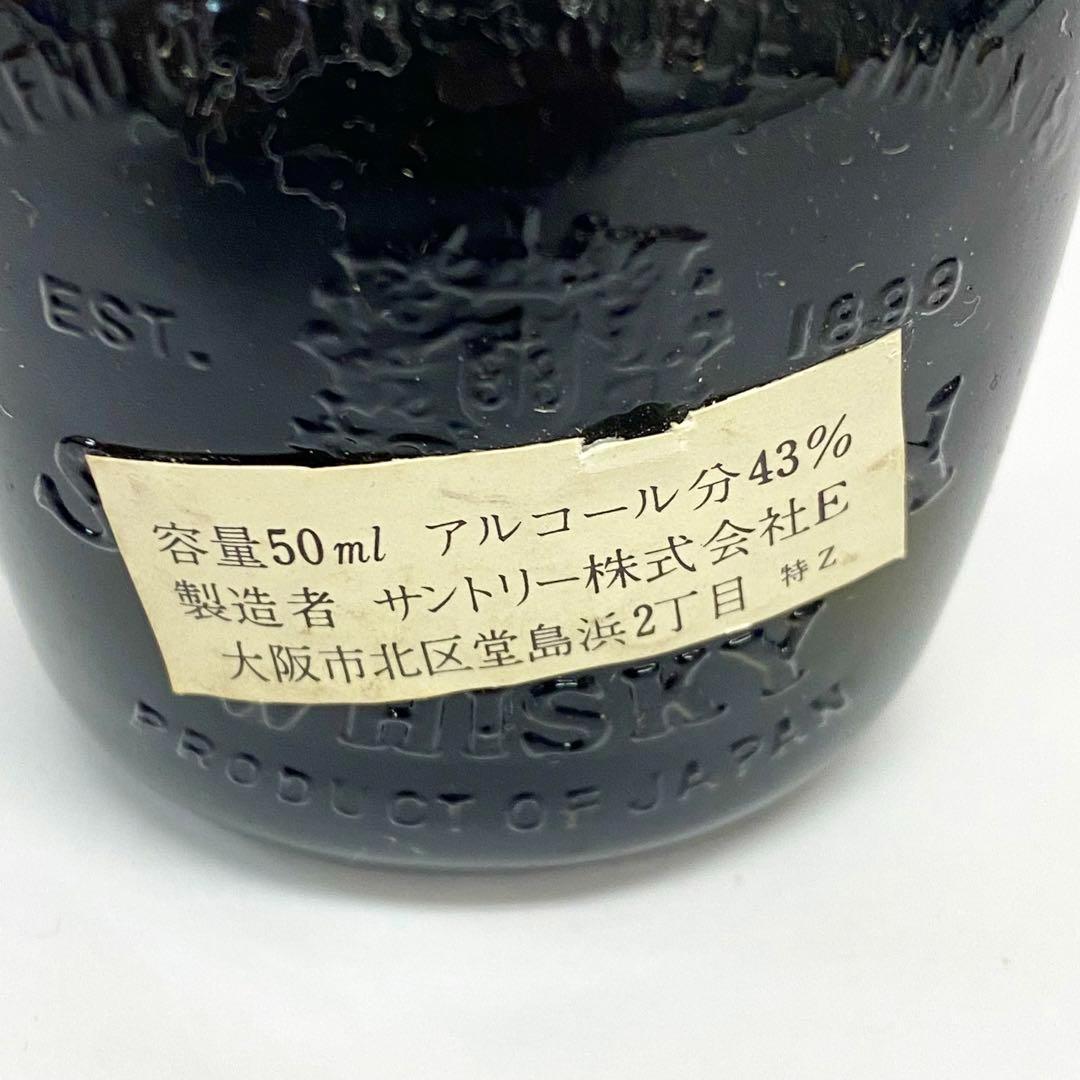 EST. 1899
容量50ml アルコール分43%
製造者 サントリー株式会社E
大阪市北区堂島浜2丁目 特Z
WHISKY
PRODUCT OF JAPAN